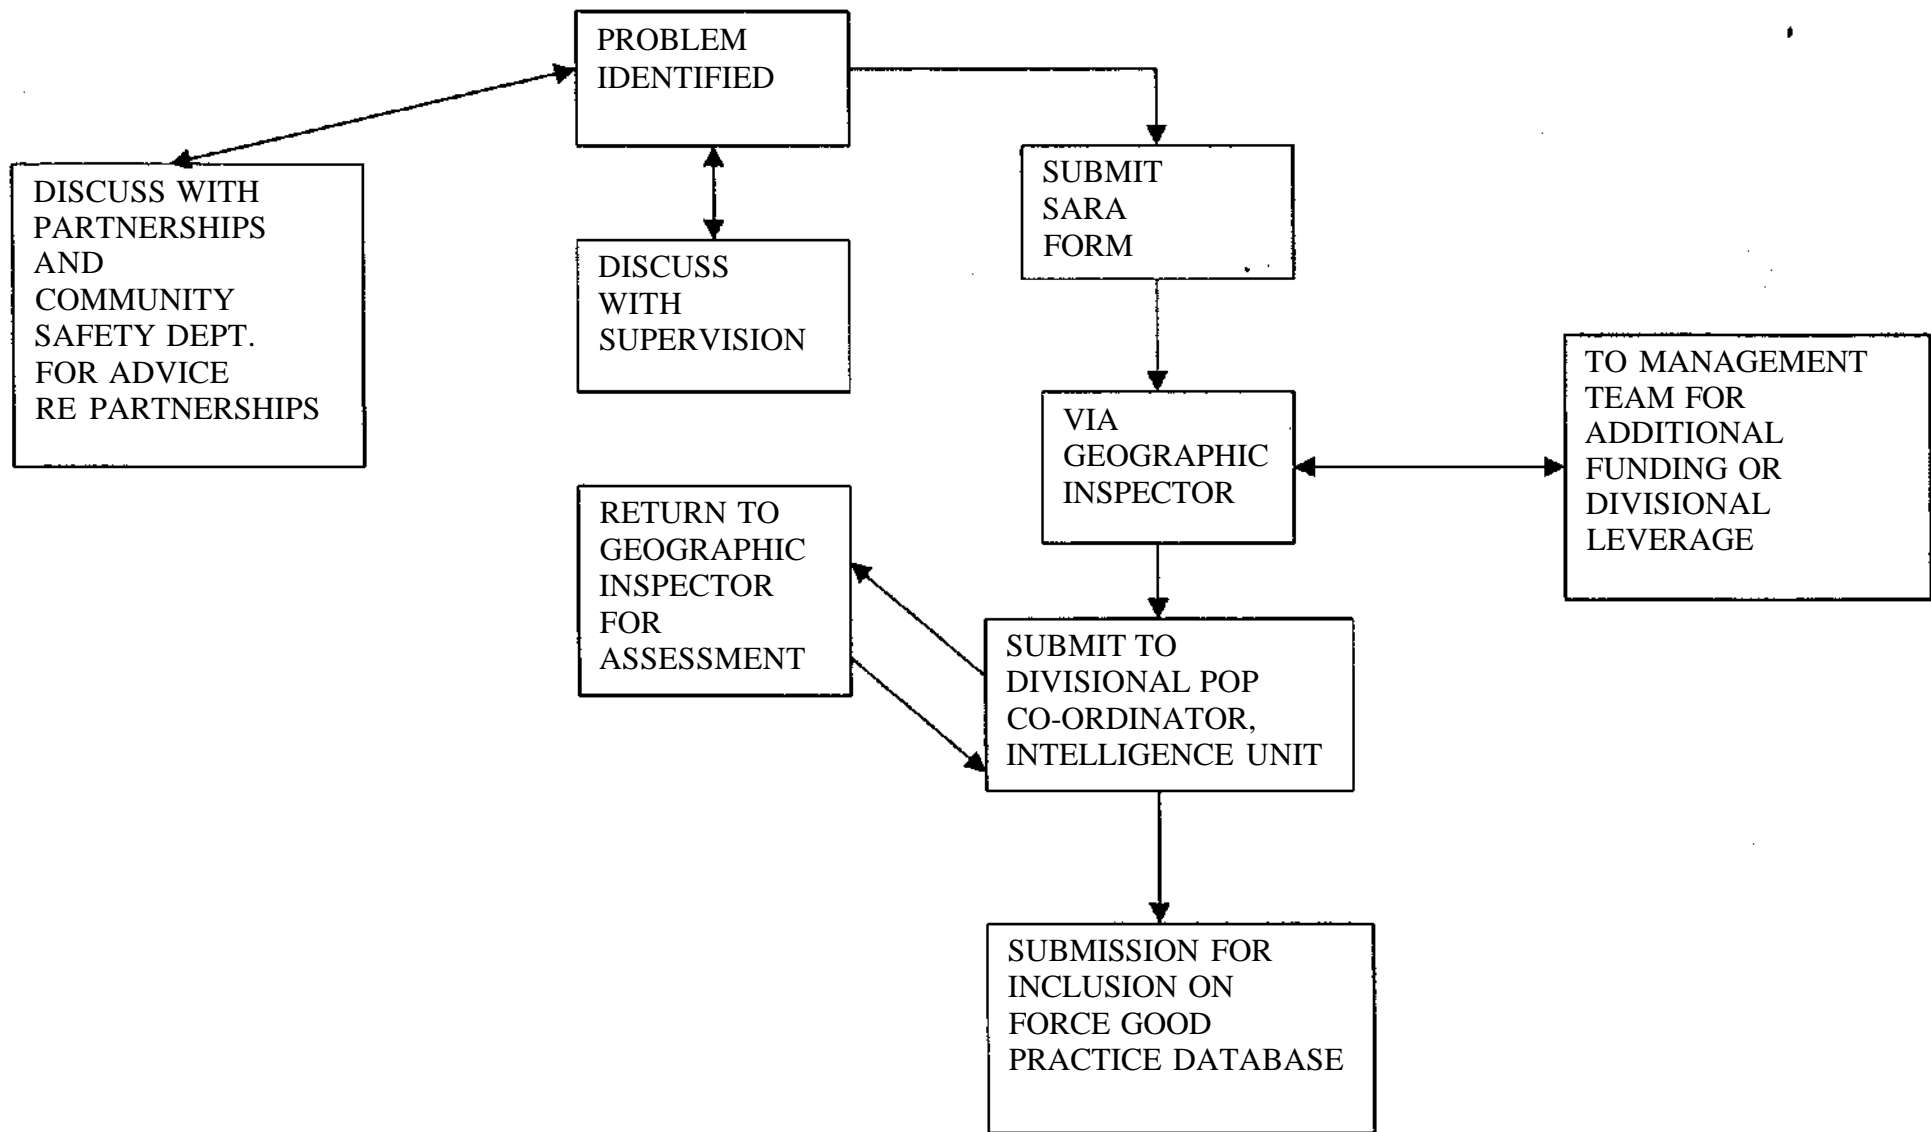 PROBLEM
IDENTIFIED
DISCUSS WITH
PARTNERSHIPS
AND
COMMUNITY
SAFETY DEPT.
FOR ADVICE
RE PARTNERSHIPS
DISCUSS
WITH
SUPERVISION
SUBMIT
SARA
FORM
VIA
GEOGRAPHIC
INSPECTOR
TO MANAGEMENT
TEAM FOR
ADDITIONAL
FUNDING OR
DIVISIONAL
LEVERAGE
RETURN TO
GEOGRAPHIC
INSPECTOR
FOR
ASSESSMENT
SUBMIT TO
DIVISIONAL POP
CO-ORDINATOR,
INTELLIGENCE UNIT
SUBMISSION FOR
INCLUSION ON
FORCE GOOD
PRACTICE DATABASE